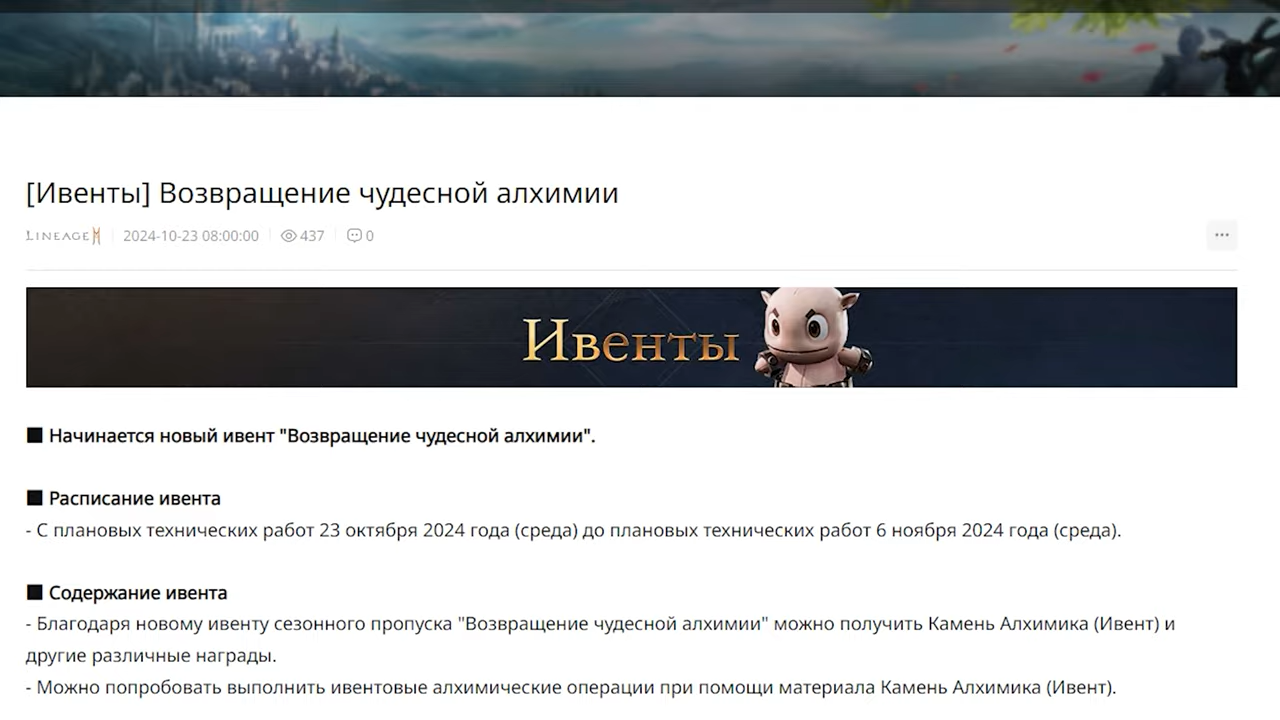 [Ивенты] Возвращение чудесной алхимии
LINEAGE M 2024-10-23 08:00:00 437 0
Ивенты
■ Начинается новый ивент "Возвращение чудесной алхимии".
■ Расписание ивента
- С плановых технических работ 23 октября 2024 года (среда) до плановых технических работ 6 ноября 2024 года (среда).
■ Содержание ивента
- Благодаря новому ивенту сезонного пропуска "Возвращение чудесной алхимии" можно получить Камень Алхимика (Ивент) и
другие различные награды.
- Можно попробовать выполнить ивентовые алхимические операции при помощи материала Камень Алхимика (Ивент).